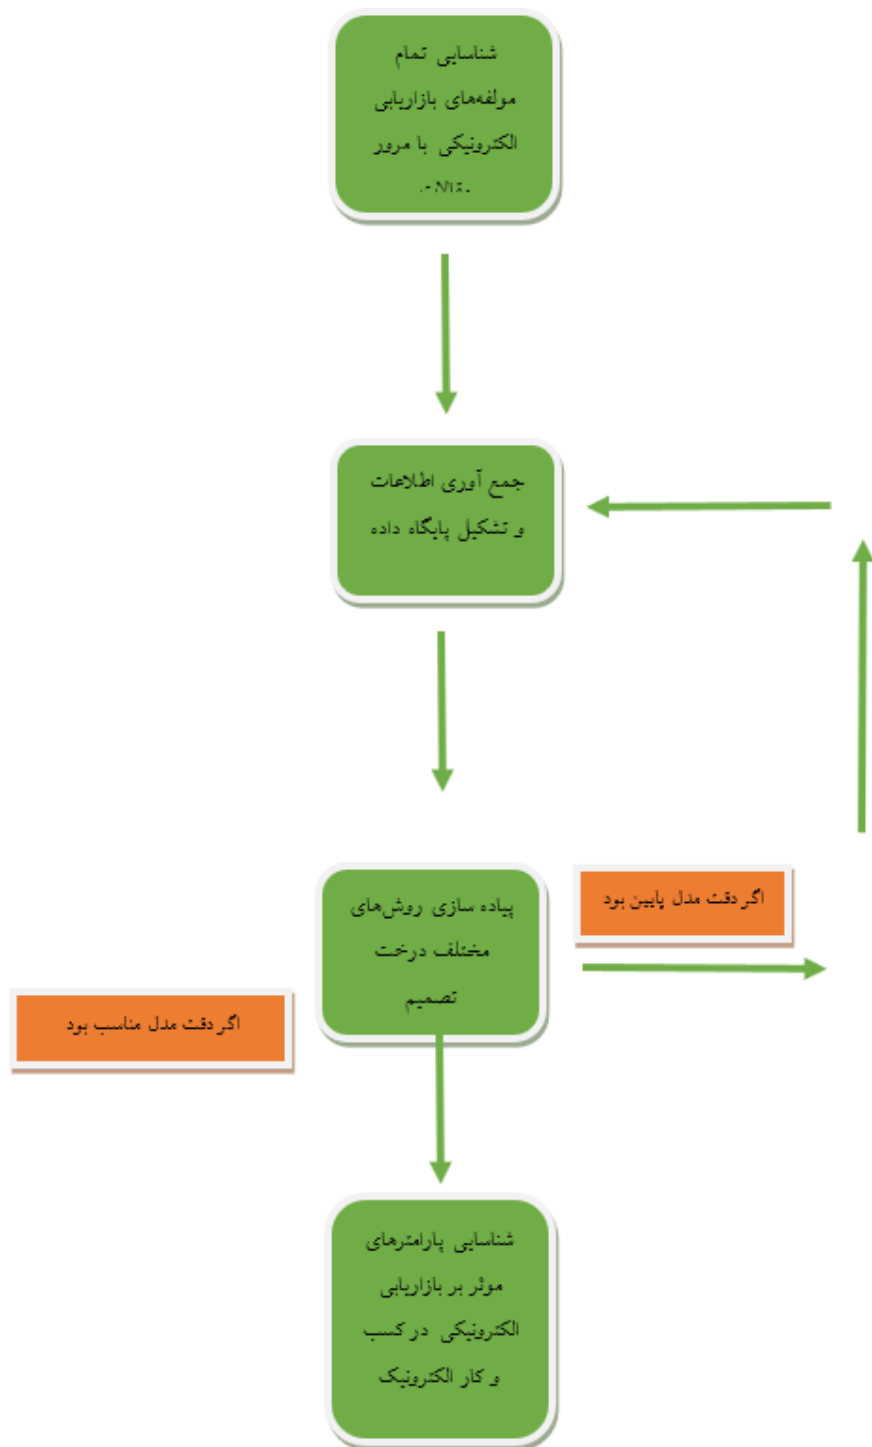 شناسایی تمام
مولفه‌های بازاریابی
الکترونیکی با مرور
جمع آوری اطلاعات
و تشکیل پایگاه داده
پیاده سازی روش‌های
مختلف درخت
تصمیم
اگر دقت مدل پایین بود
اگر دقت مدل مناسب بود
شناسایی پارامترهای
موثر بر بازاریابی
الکترونیکی در کسب
و کار الکترونیک